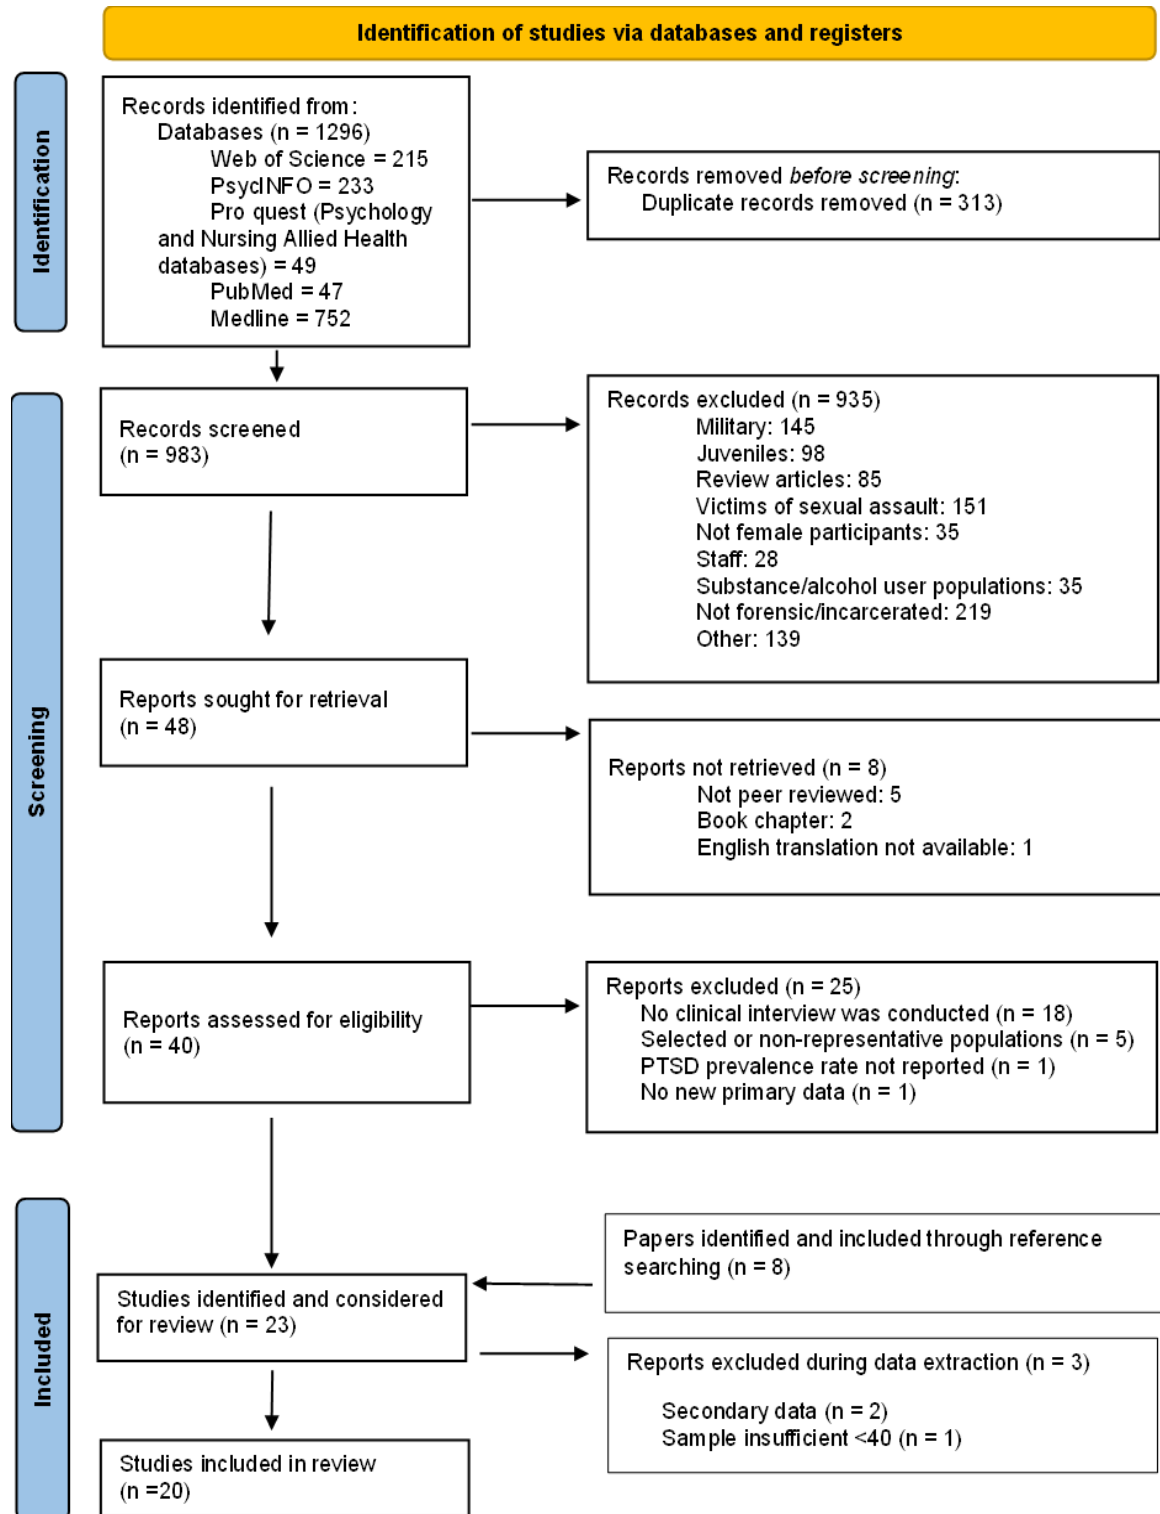 Identification of studies via databases and registers
Identification
Records identified from:
Databases (n = 1296)
Web of Science = 215
PsycINFO = 233
Pro quest (Psychology
and Nursing Allied Health
databases) = 49
PubMed = 47
Medline = 752
Records removed before screening:
Duplicate records removed (n = 313)
Screening
Records screened
(n = 983)
Records excluded (n = 935)
Military: 145
Juveniles: 98
Review articles: 85
Victims of sexual assault: 151
Not female participants: 35
Staff: 28
Substance/alcohol user populations: 35
Not forensic/incarcerated: 219
Other: 139
Reports sought for retrieval
(n = 48)
Reports not retrieved (n = 8)
Not peer reviewed: 5
Book chapter: 2
English translation not available: 1
Reports assessed for eligibility
(n = 40)
Reports excluded (n = 25)
No clinical interview was conducted (n = 18)
Selected or non-representative populations (n = 5)
PTSD prevalence rate not reported (n = 1)
No new primary data (n = 1)
Included
Papers identified and included through reference
searching (n = 8)
Studies identified and considered
for review (n = 23)
Reports excluded during data extraction (n = 3)
Secondary data (n = 2)
Sample insufficient <40 (n = 1)
Studies included in review
(n =20)